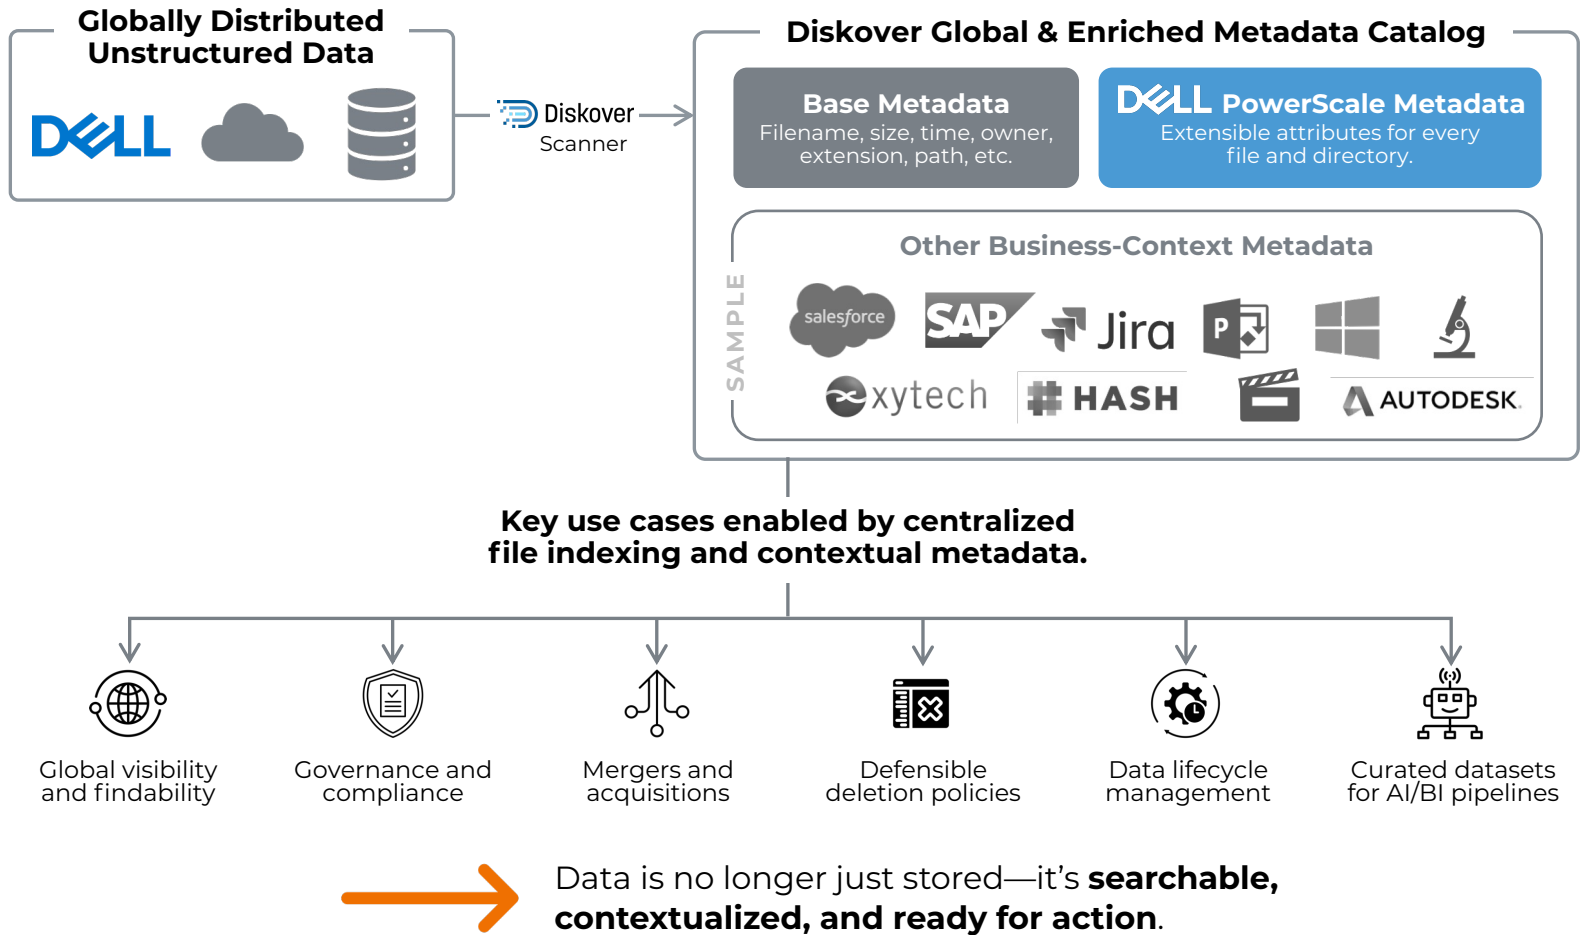 Globally Distributed
Unstructured Data
DELL
Diskover
Scanner
Diskover Global & Enriched Metadata Catalog
Base Metadata
Filename, size, time, owner,
extension, path, etc.
DELL PowerScale Metadata
Extensible attributes for every
file and directory.
SAMPLE
Other Business-Context Metadata
salesforce
SAP
Jira
P
xytech
HASH
AUTODESK.
Key use cases enabled by centralized
file indexing and contextual metadata.
Global visibility
and findability
Governance and
compliance
Mergers and
acquisitions
Defensible
deletion policies
Data lifecycle
management
Curated datasets
for AI/BI pipelines
Data is no longer just stored—it's searchable,
contextualized, and ready for action.